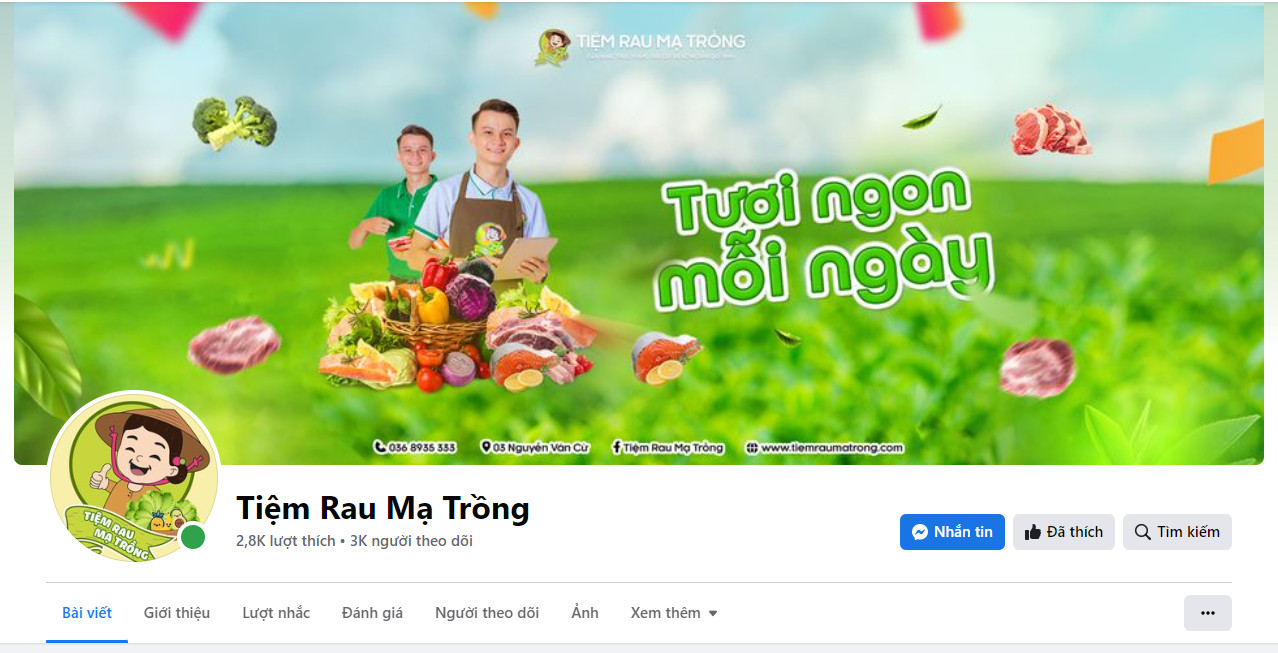 TIỆM RAU MẠ TRỒNG
Tươi ngon
mỗi ngày
036 8935 333
03 Nguyễn Văn Cừ
Tiệm Rau Mạ Trồng
www.tiemraumatrong.com
TIỆM RAU
MẠ TRỒNG
Tiệm Rau Mạ Trồng
2,8K lượt thích • 3K người theo dõi
Nhắn tin
Đã thích
Tìm kiếm
Bài viết
Giới thiệu
Lượt nhắc
Đánh giá
Người theo dõi
Ảnh
Xem thêm